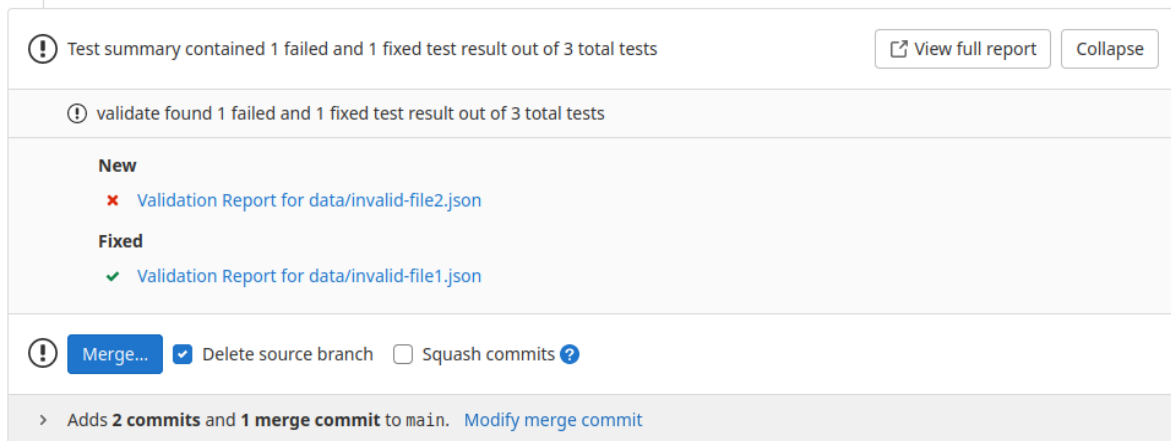 Test summary contained 1 failed and 1 fixed test result out of 3 total tests View full report Collapse
validate found 1 failed and 1 fixed test result out of 3 total tests
New
Validation Report for data/invalid-file2.json
Fixed
Validation Report for data/invalid-file1.json
Merge... Delete source branch Squash commits ?
Adds 2 commits and 1 merge commit to main. Modify merge commit